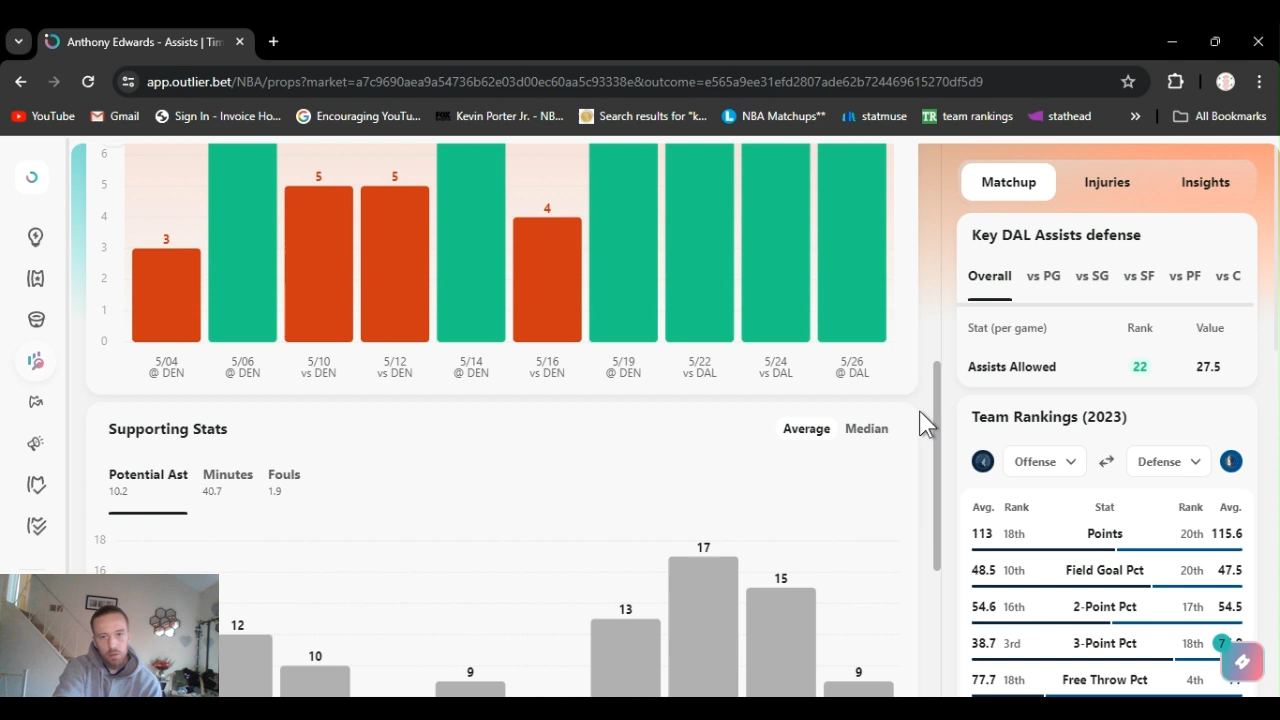 Anthony Edwards - Assists | Tim
app.outlier.bet/NBA/props?market=a7c9690aea9a54736b62e03d00ec60aa5c93338e&outcome=e565a9ee31efd2807ade62b724469615270df5d9
YouTube Gmail Sign In - Invoice Ho... Encouraging YouTu... Kevin Porter Jr. - NB... Search results for "k... NBA Matchups** statmuse team rankings stathead » All Bookmarks
6
5
4
3
2
1
0
3
5
5
4
5/04 5/06 5/10 5/12 5/14 5/16 5/19 5/22 5/24 5/26
@ DEN @ DEN vs DEN vs DEN @ DEN vs DEN @ DEN vs DAL vs DAL @ DAL
Supporting Stats
Average Median
Potential Ast Minutes Fouls
10.2 40.7 1.9
18
16
12
10
9
13
17
15
9
Matchup Injuries Insights
Key DAL Assists defense
Overall vs PG vs SG vs SF vs PF vs C
Stat (per game) Rank Value
Assists Allowed 22 27.5
Team Rankings (2023)
Offense Defense
Avg. Rank Stat Rank Avg.
113 18th Points 20th 115.6
48.5 10th Field Goal Pct 20th 47.5
54.6 16th 2-Point Pct 17th 54.5
38.7 3rd 3-Point Pct 18th
77.7 18th Free Throw Pct 4th